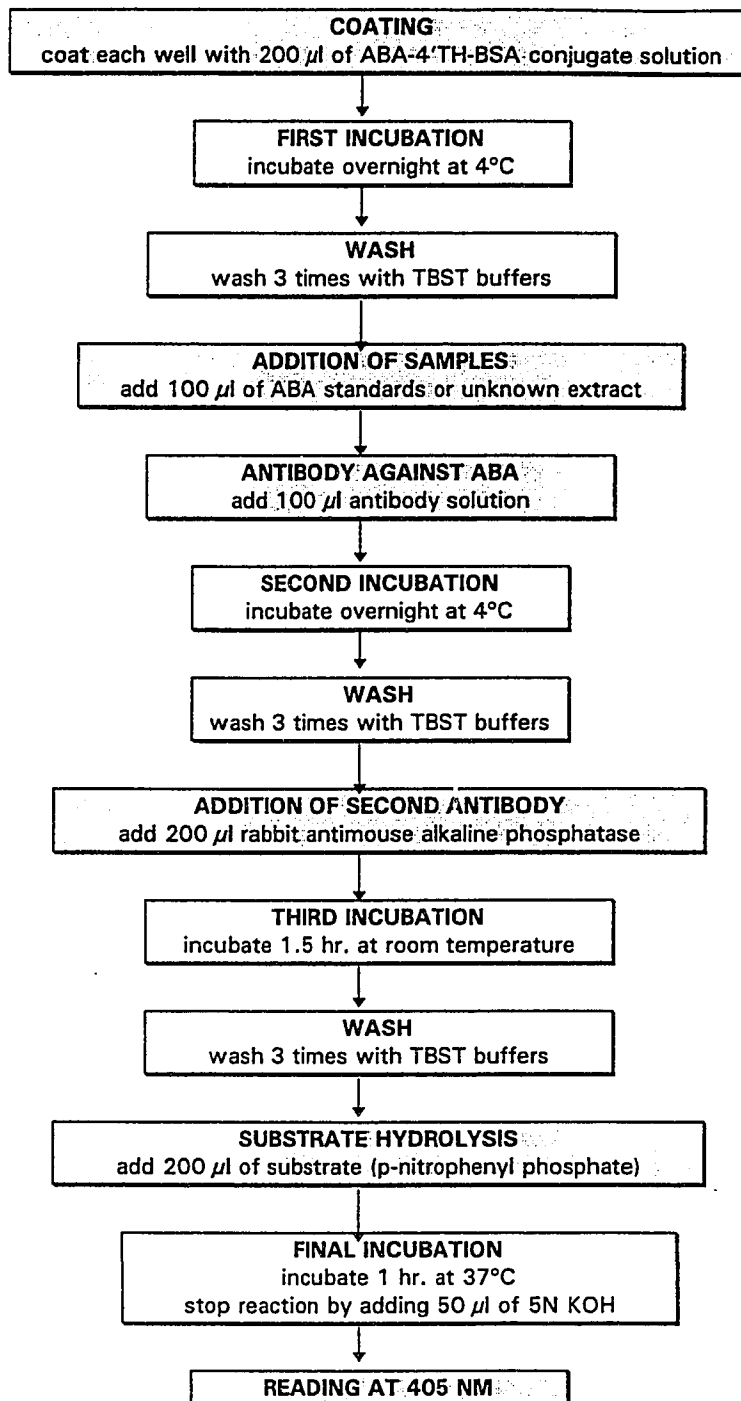 COATING
coat each well with 200 µl of ABA-4'TH-BSA conjugate solution
FIRST INCUBATION
incubate overnight at 4°C
WASH
wash 3 times with TBST buffers
ADDITION OF SAMPLES
add 100 µl of ABA standards or unknown extract
ANTIBODY AGAINST ABA
add 100 µl antibody solution
SECOND INCUBATION
incubate overnight at 4°C
WASH
wash 3 times with TBST buffers
ADDITION OF SECOND ANTIBODY
add 200 µl rabbit antimouse alkaline phosphatase
THIRD INCUBATION
incubate 1.5 hr. at room temperature
WASH
wash 3 times with TBST buffers
SUBSTRATE HYDROLYSIS
add 200 µl of substrate (p-nitrophenyl phosphate)
FINAL INCUBATION
incubate 1 hr. at 37°C
stop reaction by adding 50 µl of 5N KOH
READING AT 405 NM